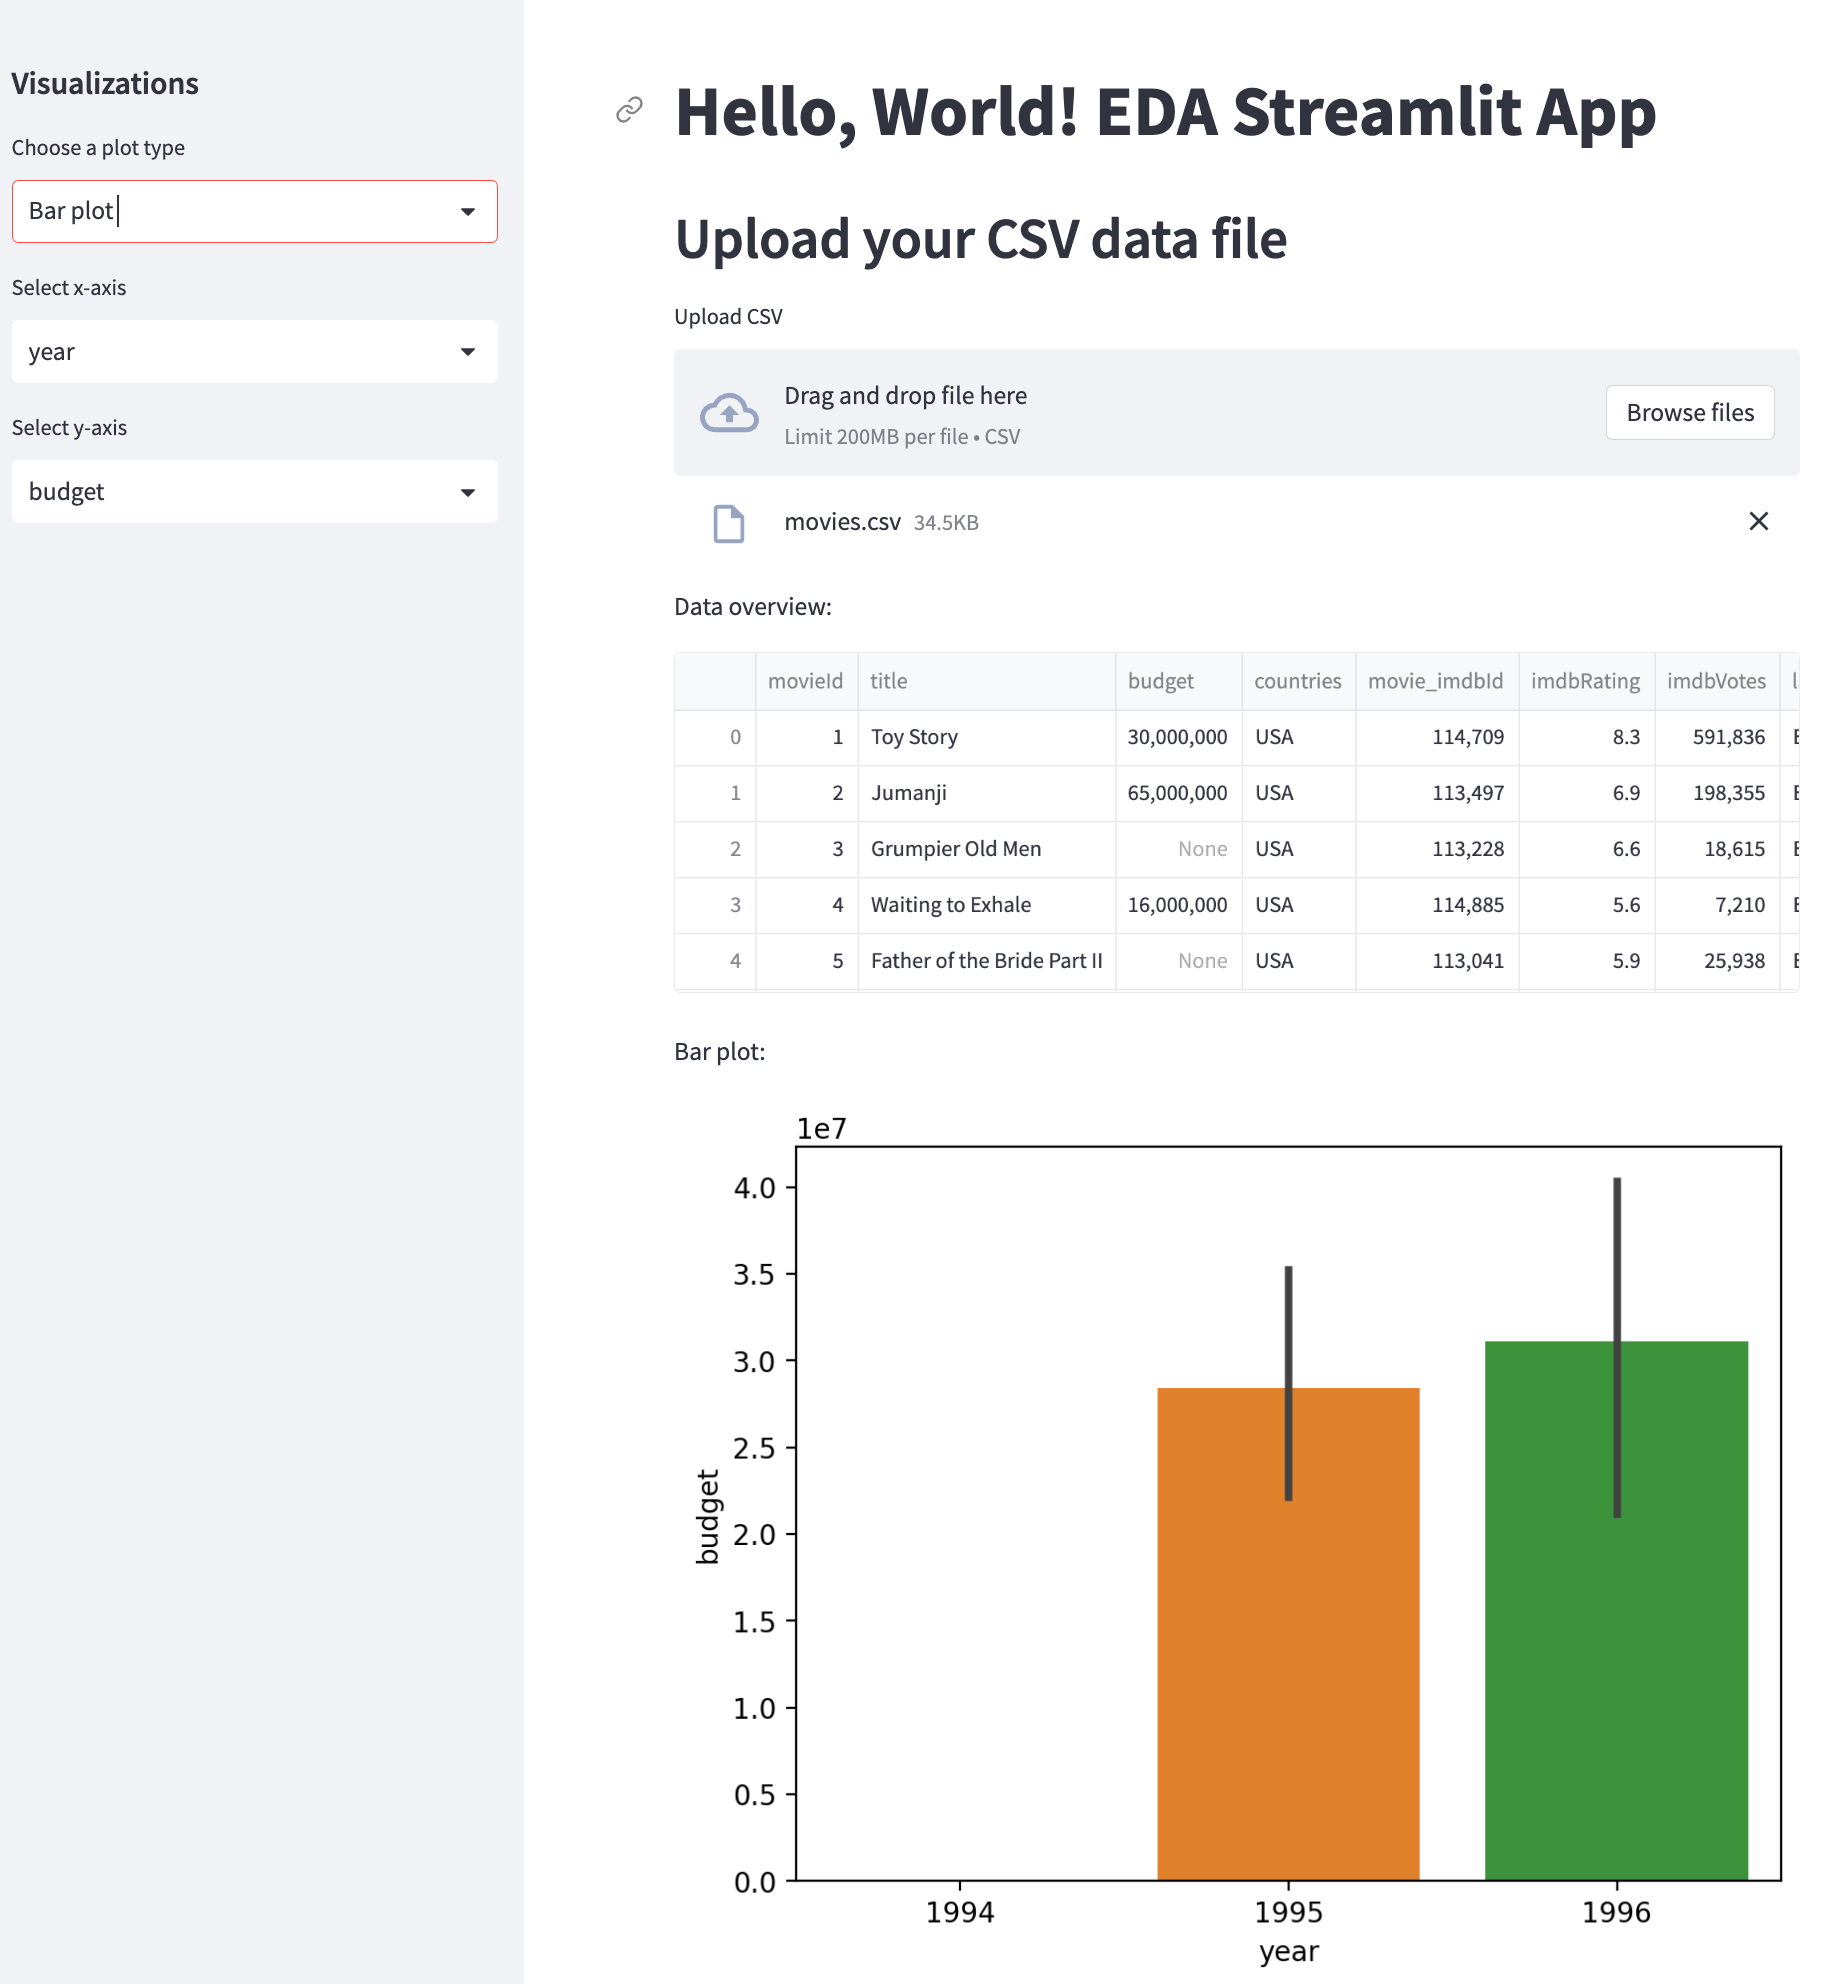 Visualizations
Choose a plot type
Bar plot
Select x-axis
year
Select y-axis
budget
Hello, World! EDA Streamlit App
Upload your CSV data file
Upload CSV
Drag and drop file here
Limit 200MB per file • CSV
Browse files
movies.csv 34.5KB
Data overview:
movieId title budget countries movie_imdbId imdbRating imdbVotes
0 1 Toy Story 30,000,000 USA 114,709 8.3 591,836
1 2 Jumanji 65,000,000 USA 113,497 6.9 198,355
2 3 Grumpier Old Men None USA 113,228 6.6 18,615
3 4 Waiting to Exhale 16,000,000 USA 114,885 5.6 7,210
4 5 Father of the Bride Part II None USA 113,041 5.9 25,938
Bar plot:
1e7
4.0
3.5
3.0
2.5
2.0
1.5
1.0
0.5
0.0
budget
1994 1995 1996
year